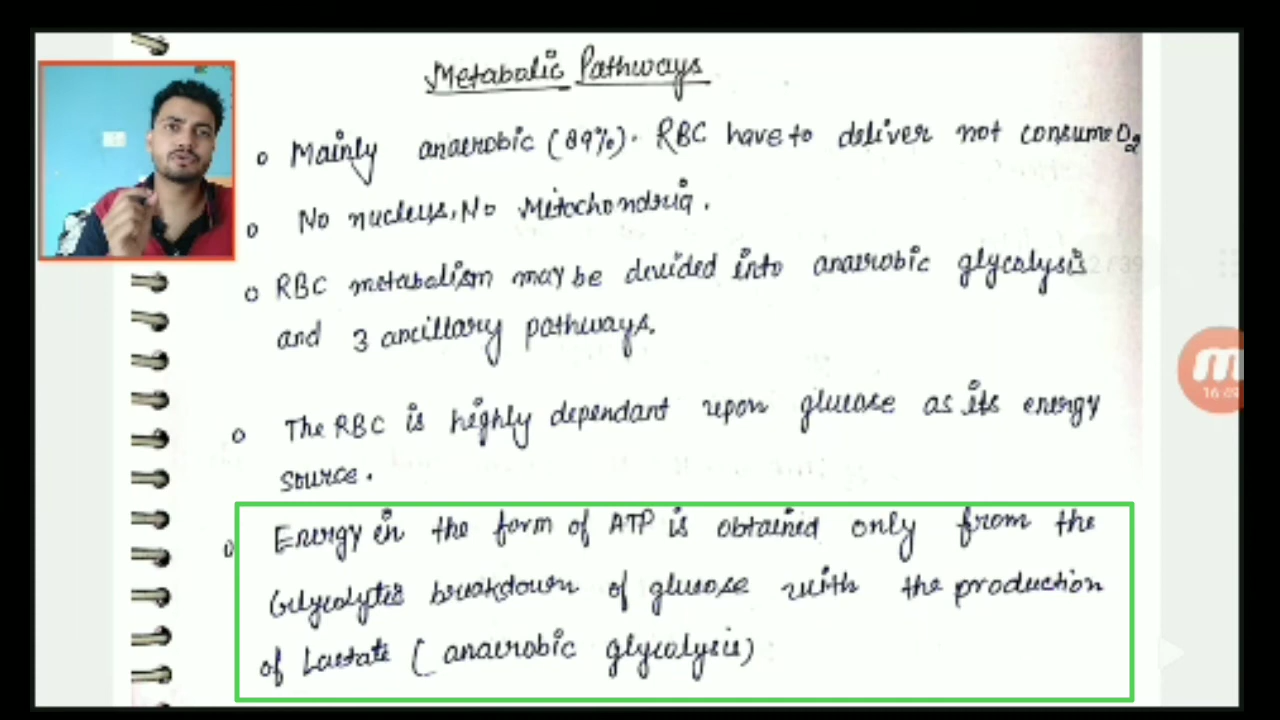 Metabolic Pathways
o Mainly anaerobic (89%). RBC have to deliver not consume O2
o No nucleus, No Mitochondria.
o RBC metabolism may be devided into anaerobic glycolysis
and 3 ancillary pathways.
o The RBC is highly dependant upon glucose as its energy
source.
o Energy in the form of ATP is obtained only from the
Glycolytic breakdown of glucose with the production
of Lactate (anaerobic glycolysis)
16:49